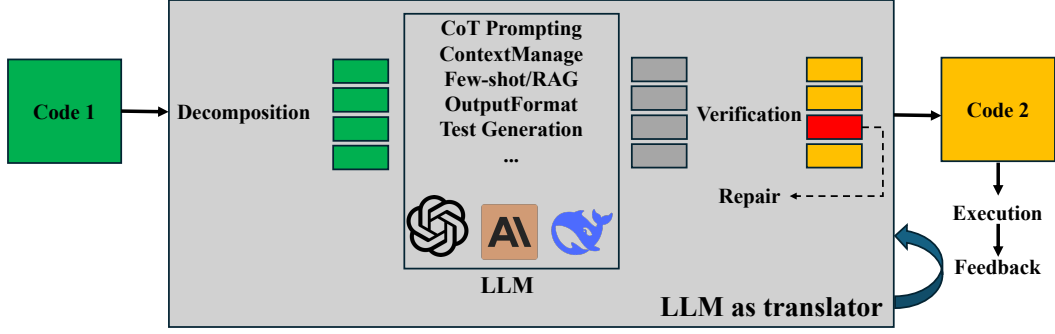 Code 1
Decomposition
CoT Prompting
ContextManage
Few-shot/RAG
OutputFormat
Test Generation
...
AI
LLM
Verification
Repair
LLM as translator
Code 2
Execution
Feedback